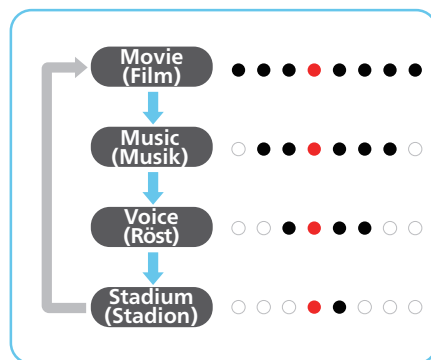 Movie
(Film)
Music
(Musik)
Voice
(Röst)
Stadium
(Stadion)